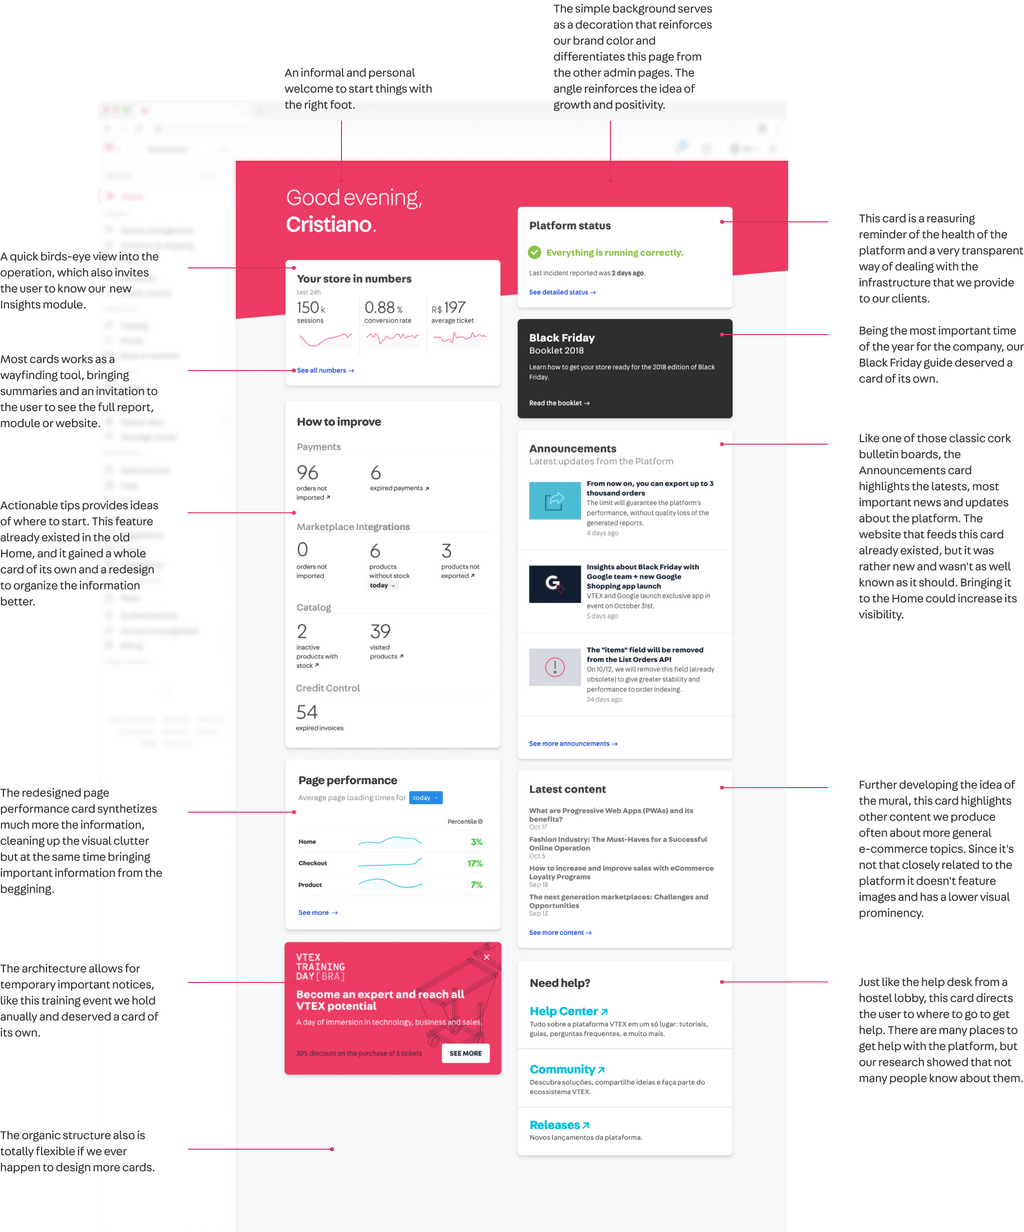 The simple background serves
as a decoration that reinforces
our brand color and
differentiates this page from
the other admin pages. The
angle reinforces the idea of
growth and positivity.
An informal and personal
welcome to start things with
the right foot.
Good evening,
Cristiano.
A quick birds-eye view into the
operation, which also invites
the user to know our new
Insights module.
Most cards works as a
wayfinding tool, bringing
summaries and an invitation to
the user to see the full report,
module or website.
Actionable tips provides ideas
of where to start. This feature
already existed in the old
Home, and it gained a whole
card of its own and a redesign
to organize the information
better.
The redesigned page
performance card synthetizes
much more the information,
cleaning up the visual clutter
but at the same time bringing
important information from the
beggining.
The architecture allows for
temporary important notices,
like this training event we hold
anually and deserved a card of
its own.
The organic structure also is
totally flexible if we ever
happen to design more cards.
Your store in numbers
last 24h
150 k 0.88 % R$ 197
sessions conversion rate average ticket
See all numbers →
How to improve
Payments
96 6
orders not
imported ↗
expired payments ↗
Marketplace Integrations
0 6 3
orders not
imported
products
without stock
today
products not
exported ↗
Catalog
2 39
inactive
products with
stock ↗
visited
products ↗
Credit Control
54
expired invoices
Page performance
Average page loading times for today
Percentile
Home 3%
Checkout 17%
Product 7%
See more →
VTEX
TRAINING
DAY[BRA]
Become an expert and reach all
VTEX potential
A day of immersion in technology, business and sales.
30% discount on the purchase of 3 tickets
SEE MORE
Platform status
Everything is running correctly.
Last incident reported was 2 days ago.
See detailed status →
Black Friday
Booklet 2018
Learn how to get your store ready for the 2018 edition of Black
Friday.
Read the booklet →
Announcements
Latest updates from the Platform
From now on, you can export up to 3
thousand orders
The limit will guarantee the platform's
performance, without quality loss of the
generated reports.
4 days ago
Insights about Black Friday with
Google team + new Google
Shopping app launch
VTEX and Google launch exclusive app in
event on October 31st.
5 days ago
The "items" field will be removed
from the List Orders API
On 10/12, we will remove this field (already
obsolete) to give greater stability and
performance to order indexing.
24 days ago
See more announcements →
Latest content
What are Progressive Web Apps (PWAs) and its
benefits?
Oct 17
Fashion Industry: The Must-Haves for a Successful
Online Operation
Oct 5
How to increase and improve sales with eCommerce
Loyalty Programs
Sep 18
The next generation marketplaces: Challenges and
Opportunities
Sep 13
See more content →
Need help?
Help Center ↗
Tudo sobre a plataforma VTEX em um só lugar: tutoriais,
guias, perguntas frequentes, e muito mais.
Community ↗
Descubra soluções, compartilhe ideias e faça parte do
ecossistema VTEX.
Releases ↗
Novos lançamentos da plataforma.
This card is a reasuring
reminder of the health of the
platform and a very transparent
way of dealing with the
infrastructure that we provide
to our clients.
Being the most important time
of the year for the company, our
Black Friday guide deserved a
card of its own.
Like one of those classic cork
bulletin boards, the
Announcements card
highlights the latests, most
important news and updates
about the platform. The
website that feeds this card
already existed, but it was
rather new and wasn't as well
known as it should. Bringing it
to the Home could increase its
visibility.
Further developing the idea of
the mural, this card highlights
other content we produce
often about more general
e-commerce topics. Since it's
not that closely related to the
platform it doesn't feature
images and has a lower visual
prominency.
Just like the help desk from a
hostel lobby, this card directs
the user to where to go to get
help. There are many places to
get help with the platform, but
our research showed that not
many people know about them.